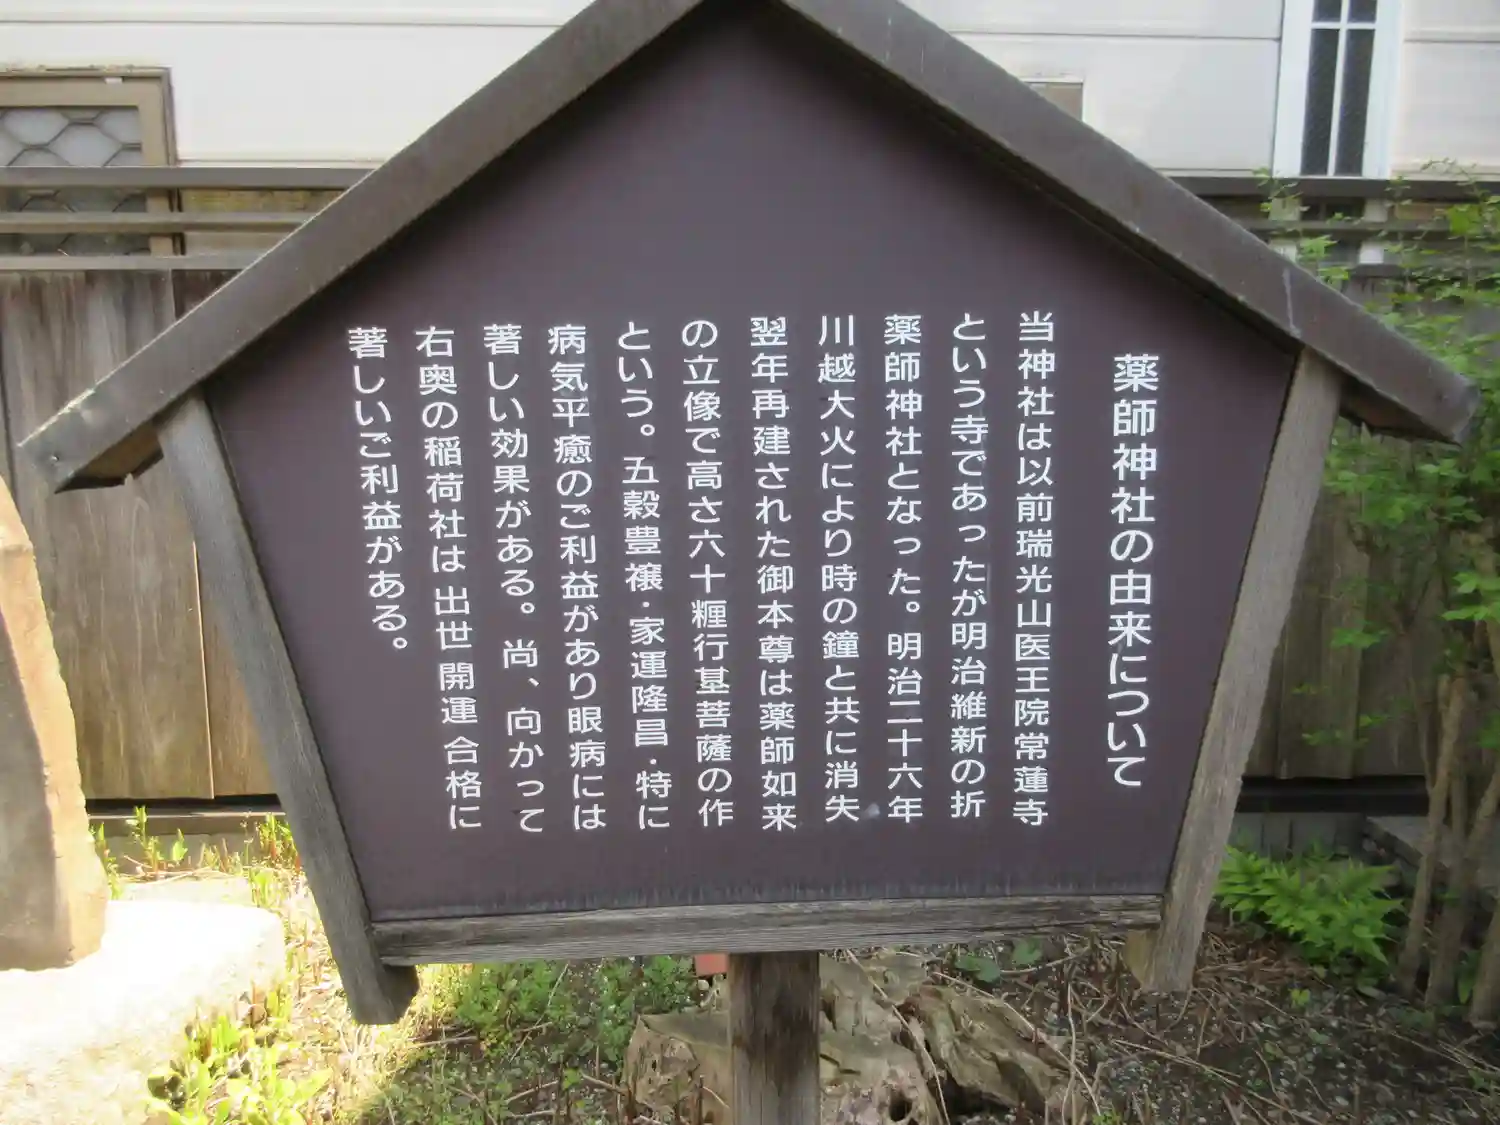 薬師神社の由来について
当神社は以前瑞光山医王院常蓮寺
という寺であったが明治維新の折
薬師神社となった。明治二十六年
川越大火により時の鐘と共に消失
翌年再建された御本尊は薬師如来
の立像で高さ六十糎行基菩薩の作
という。五穀豊穣・家運隆昌・特に
病気平癒のご利益があり眼病には
著しい効果がある。尚、向かって
右奥の稲荷社は出世開運合格に
著しいご利益がある。